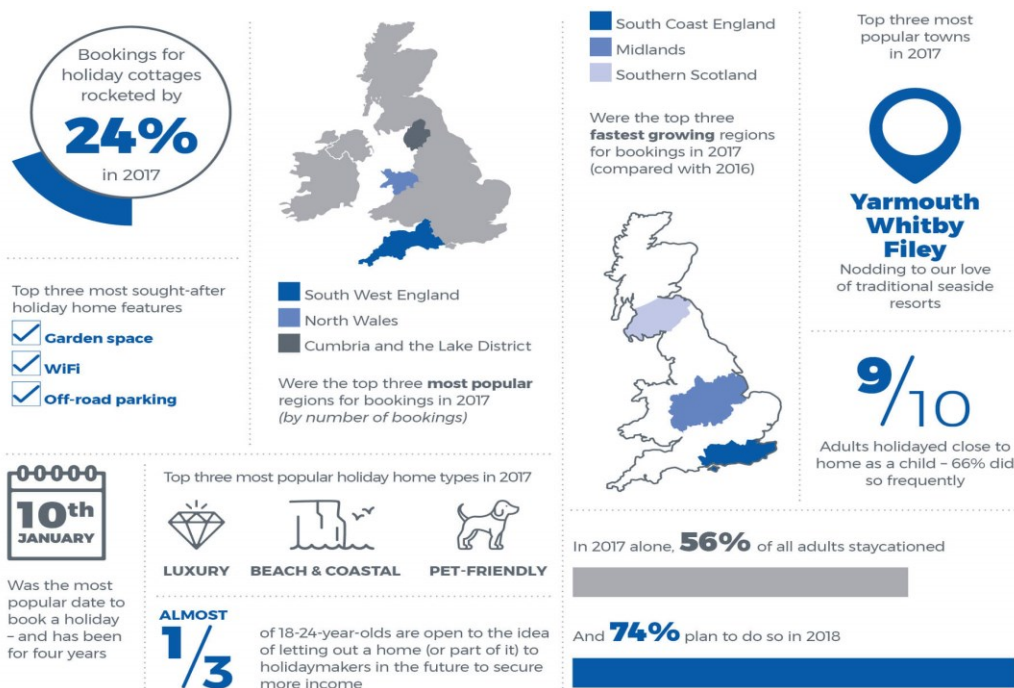 Bookings for
holiday cottages
rocketed by
24%
in 2017
Top three most sought-after
holiday home features
Garden space
WiFi
Off-road parking
South West England
North Wales
Cumbria and the Lake District
Were the top three most popular
regions for bookings in 2017
(by number of bookings)
South Coast England
Midlands
Southern Scotland
Were the top three
fastest growing regions
for bookings in 2017
(compared with 2016)
Top three most
popular towns
in 2017
Yarmouth
Whitby
Filey
Nodding to our love
of traditional seaside
resorts
9/10
Adults holidayed close to
home as a child – 66% did
so frequently
10th
JANUARY
Was the most
popular date to
book a holiday
– and has been
for four years
Top three most popular holiday home types in 2017
LUXURY
BEACH & COASTAL
PET-FRIENDLY
ALMOST
1/3
of 18-24-year-olds are open to the idea
of letting out a home (or part of it) to
holidaymakers in the future to secure
more income
In 2017 alone, 56% of all adults staycationed
And 74% plan to do so in 2018